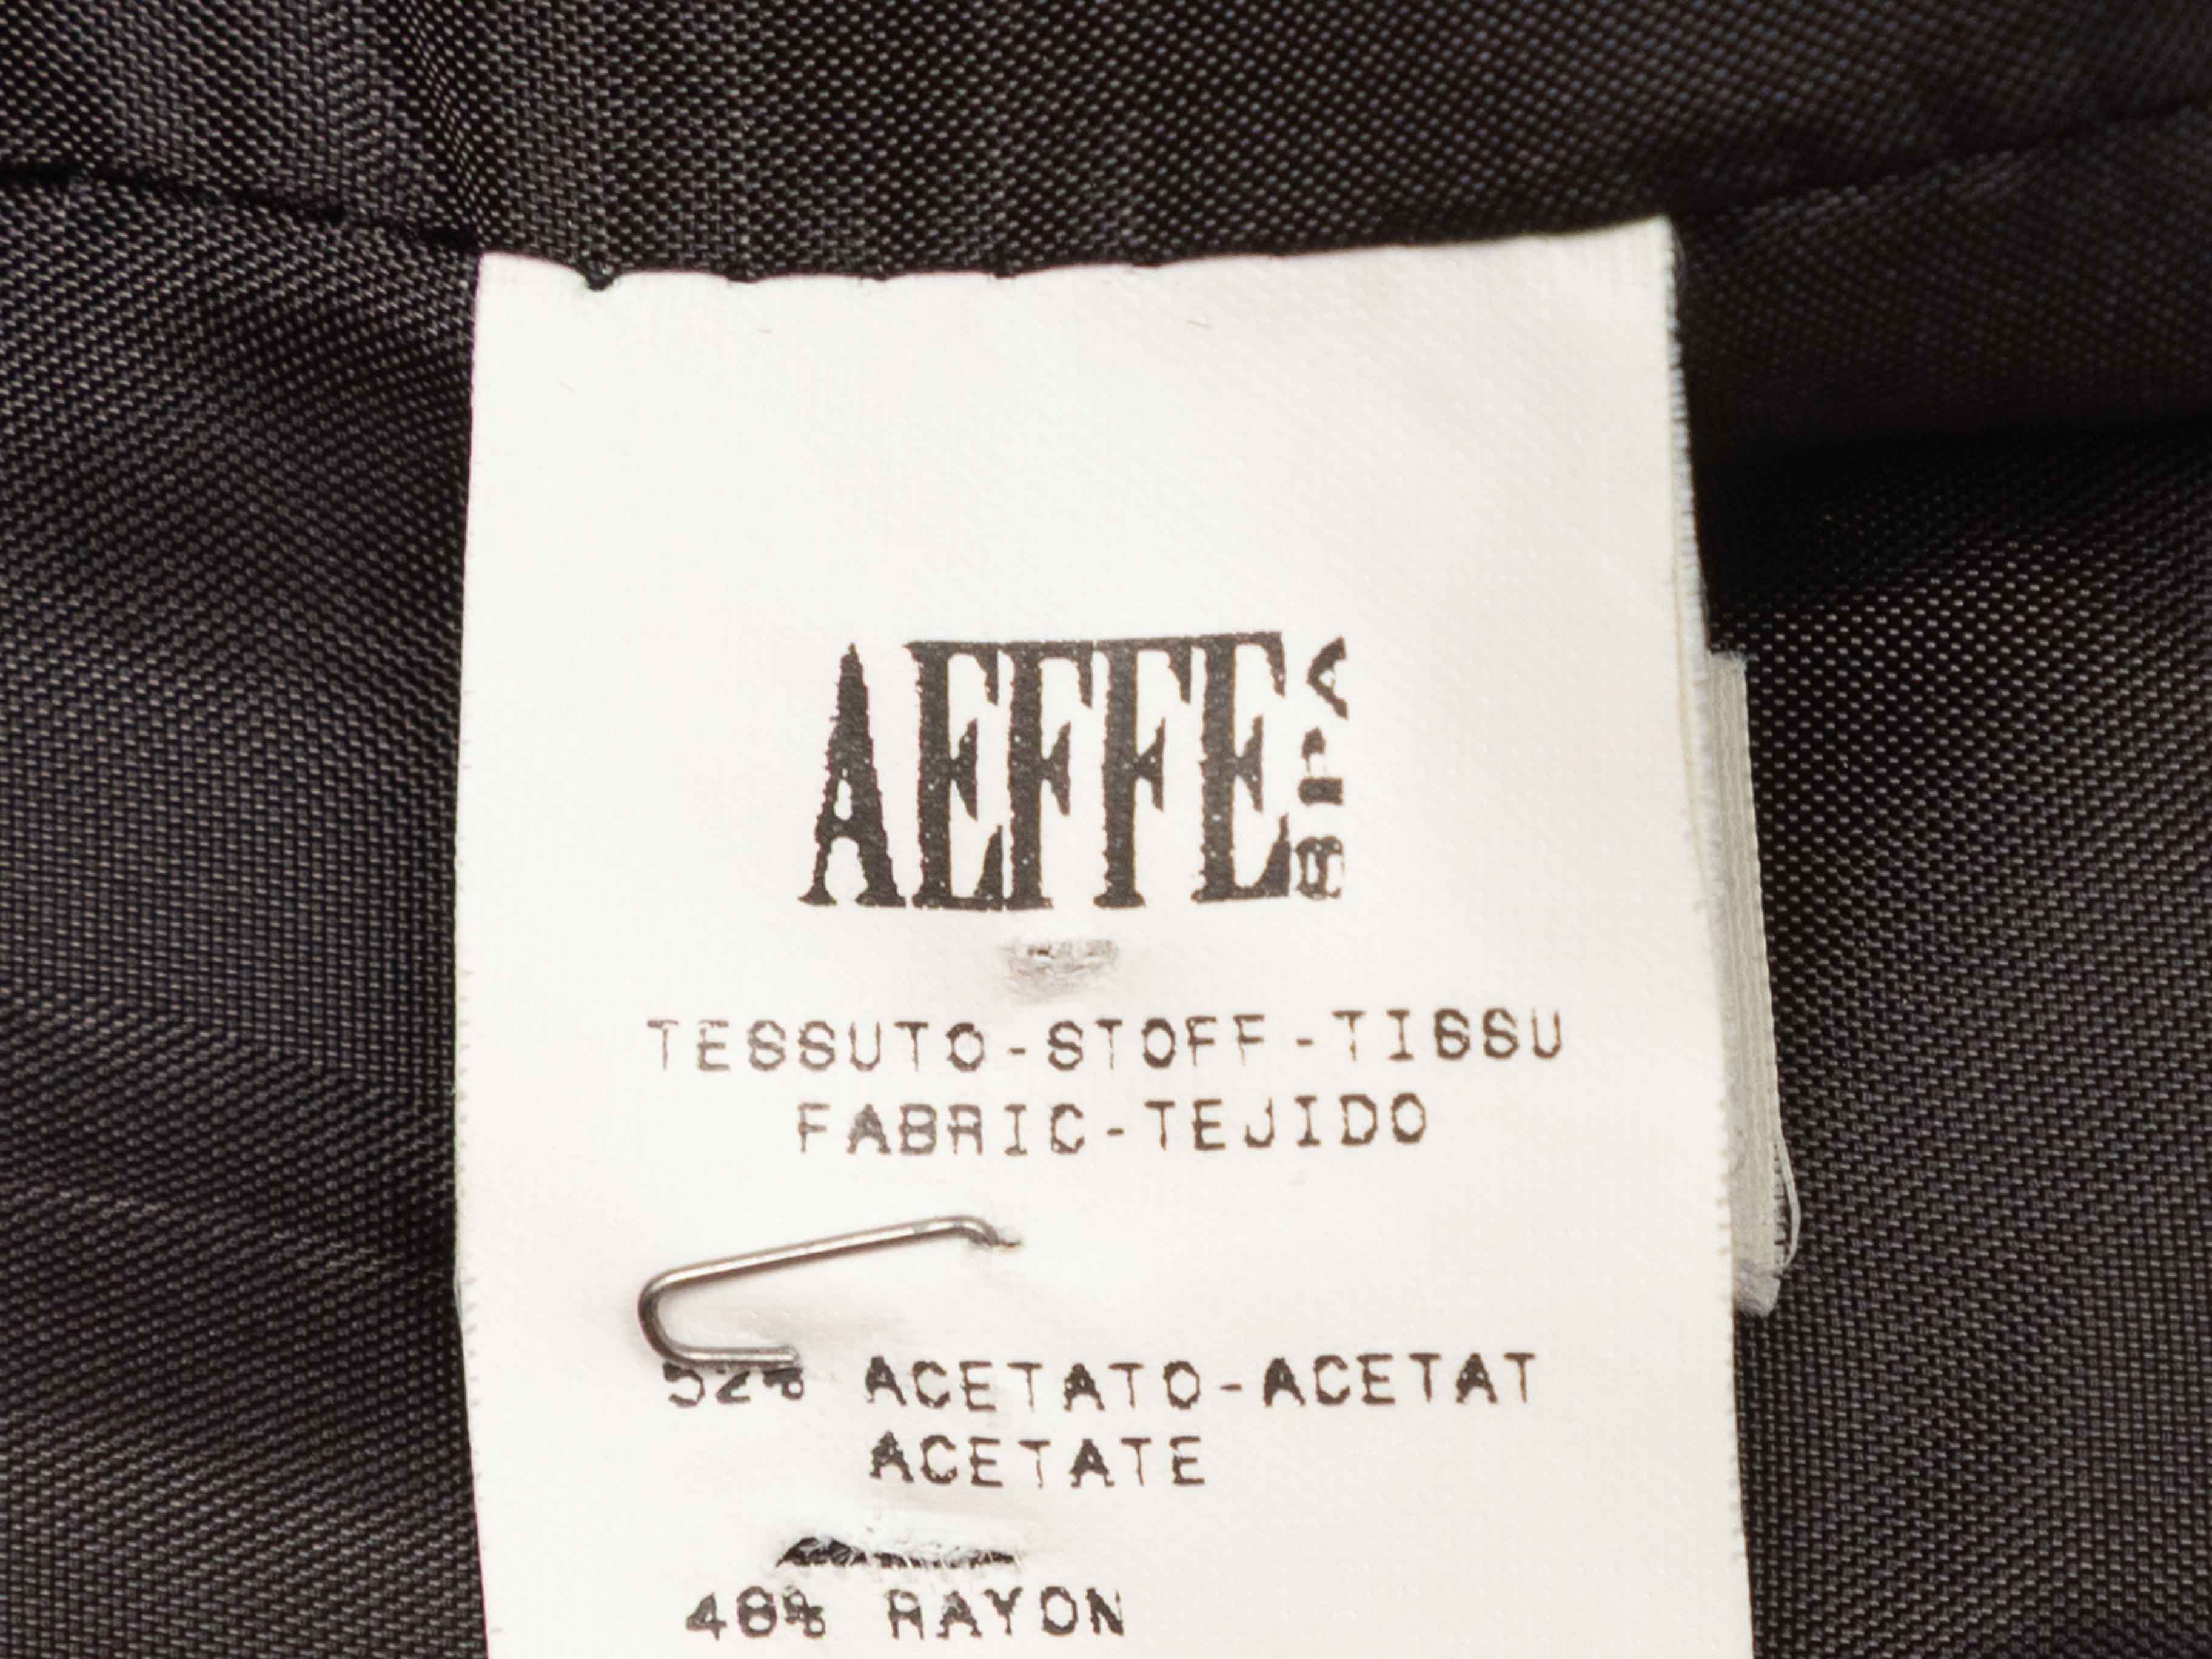 AEFFE SPA
TESSUTO-STOFF-TISSU
FABRIC-TEJIDO
52% ACETATO-ACETAT
ACETATE
48% RAYON